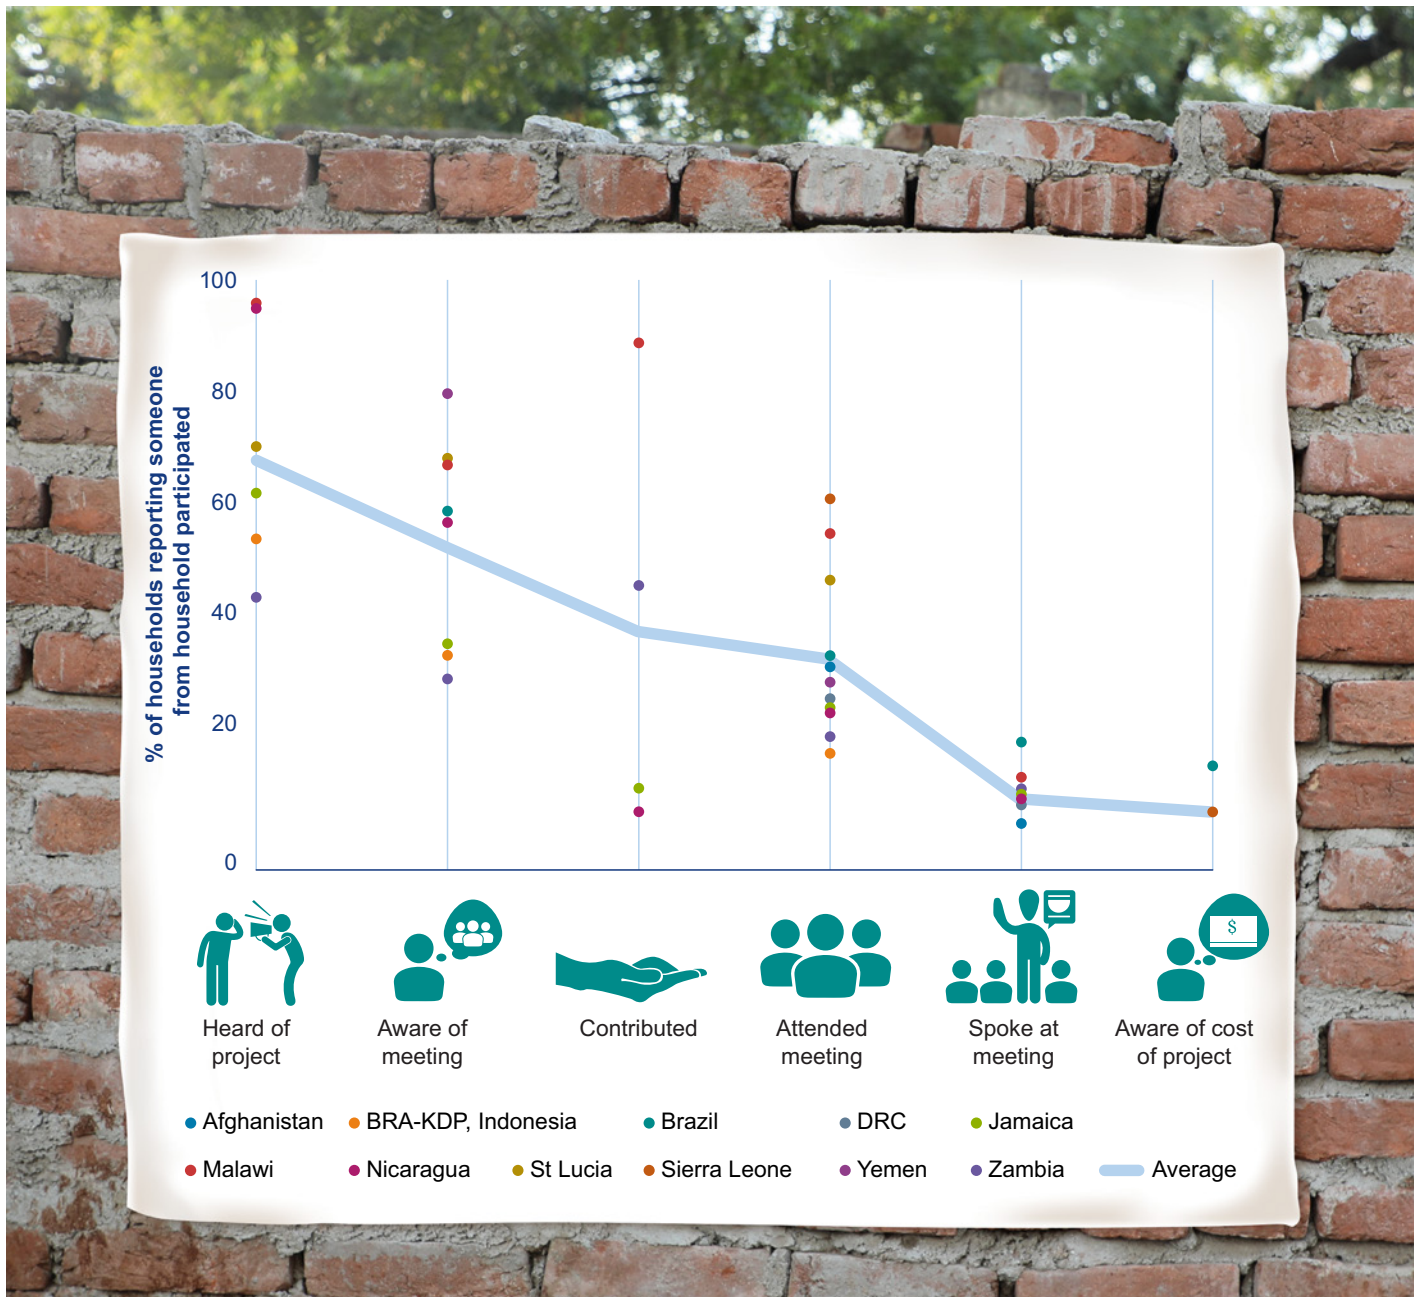 100
80
60
40
20
0
% of households reporting someone
from household participated
$
Heard of
project
Aware of
meeting
Contributed
Attended
meeting
Spoke at
meeting
Aware of cost
of project
Afghanistan
BRA-KDP, Indonesia
Brazil
DRC
Jamaica
Malawi
Nicaragua
St Lucia
Sierra Leone
Yemen
Zambia
Average